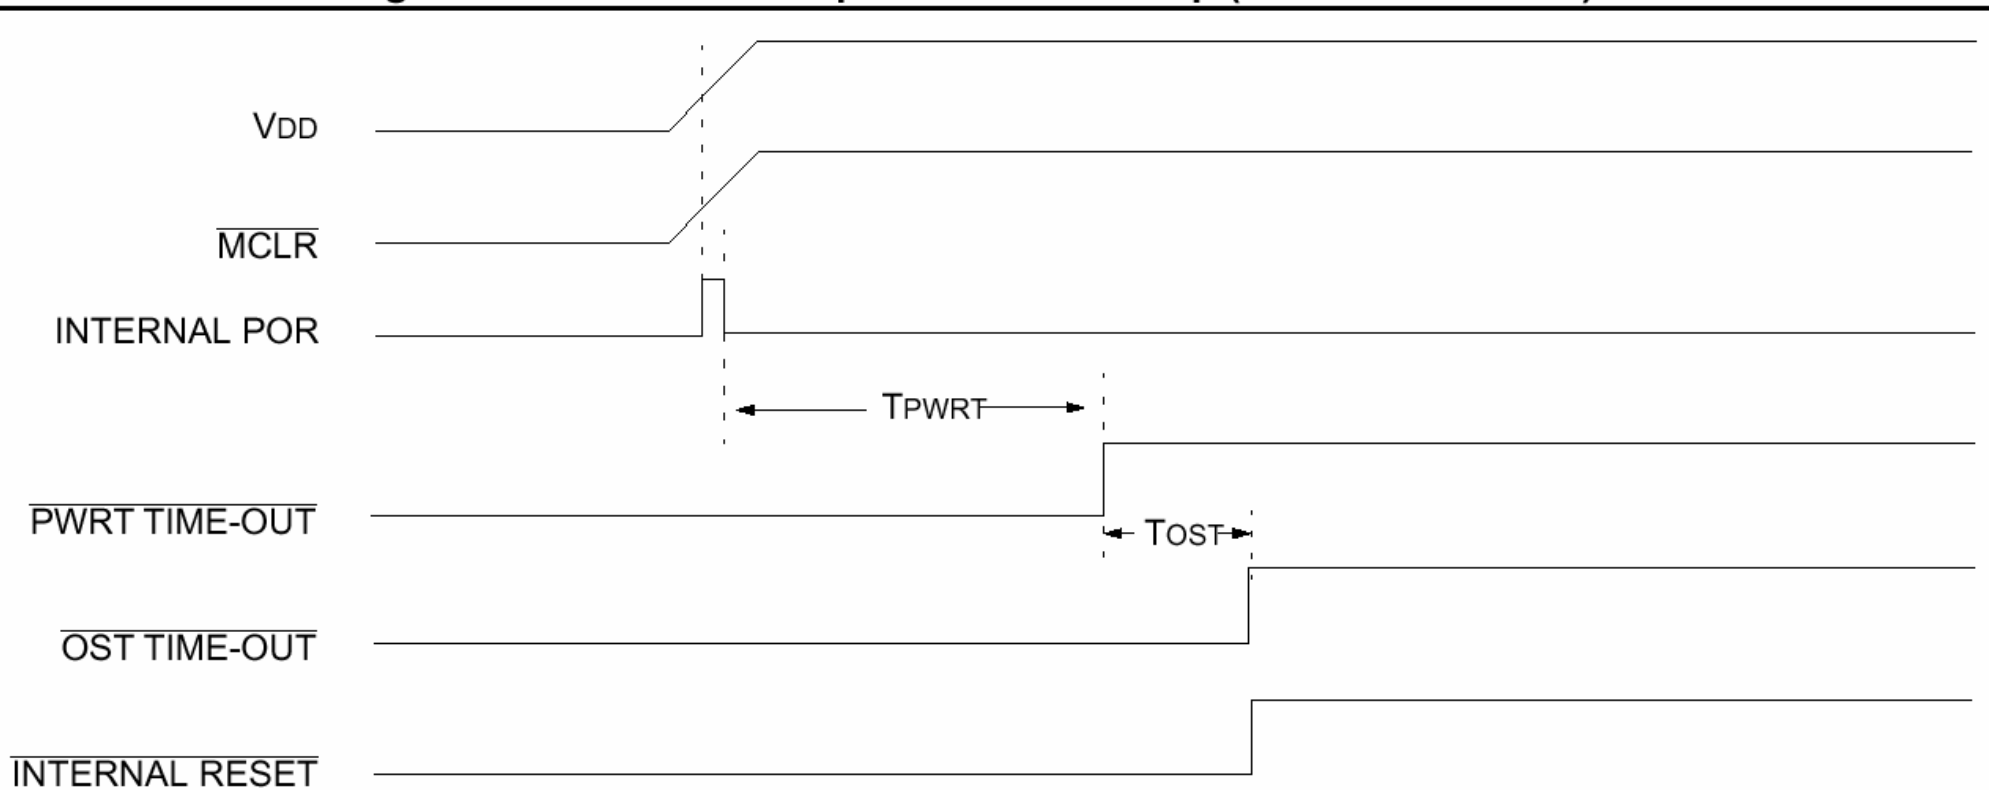 VDD
MCLR
INTERNAL POR
TPWRT
PWRT TIME-OUT
TOST
OST TIME-OUT
INTERNAL RESET